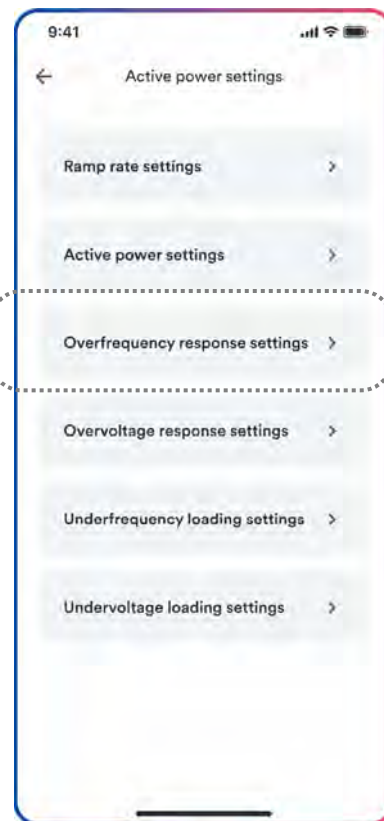 9:41
Active power settings
Ramp rate settings
Active power settings
Overfrequency response settings
Overvoltage response settings
Underfrequency loading settings
Undervoltage loading settings